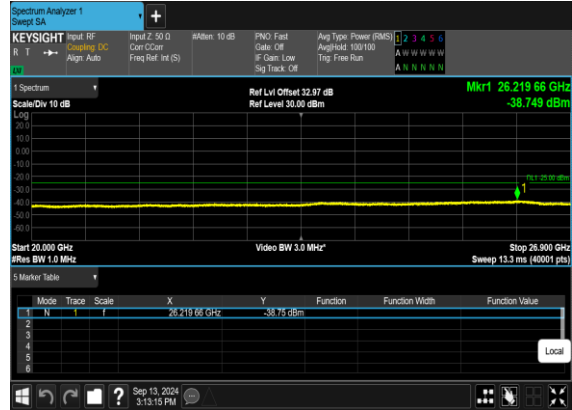 Spectrum Analyzer 1
Swept SA
+
KEYSIGHT Input: RF Input Z: 50 Ω #Atten: 10 dB PNO: Fast Avg Type: Power (RMS) 1 2 3 4 5 6
R T Coupling: DC Corr CCorr Gate: Off Avg|Hold: 100/100 A W W W W W
Align: Auto Freq Ref: Int (S) IF Gain: Low Trig: Free Run
Sig Track: Off A N N N N N
1 Spectrum Ref Lvl Offset 32.97 dB Mkr1 26.219 66 GHz
Scale/Div 10 dB Ref Level 30.00 dBm -38.749 dBm
Log
20.0
10.0
0.00
-10.0
-20.0
DL1 -25.00 dBm
-30.0
1
-40.0
-50.0
-60.0
Start 20.000 GHz Video BW 3.0 MHz* Stop 26.900 GHz
#Res BW 1.0 MHz Sweep 13.3 ms (40001 pts)
5 Marker Table
Mode Trace Scale X Y Function Function Width Function Value
1 N 1 f 26.219 66 GHz -38.75 dBm
2
3
4
5
6
Local
? Sep 13, 2024
3:13:15 PM